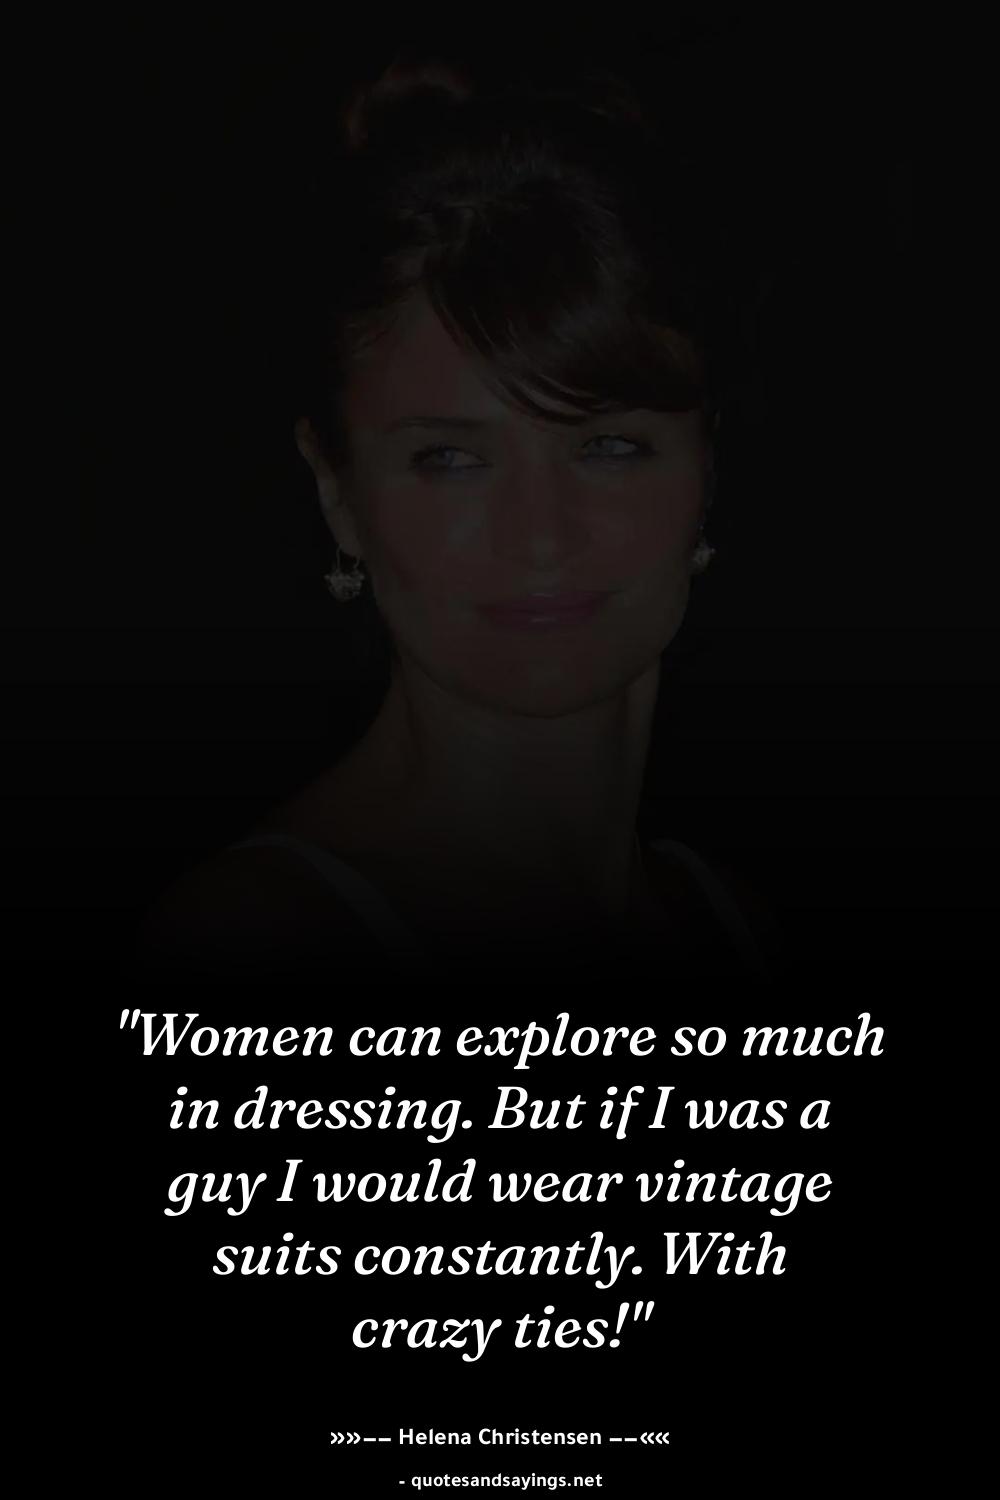 "Women can explore so much
in dressing. But if I was a
guy I would wear vintage
suits constantly. With
crazy ties!"
»»−− Helena Christensen −−««
- quotesandsayings.net